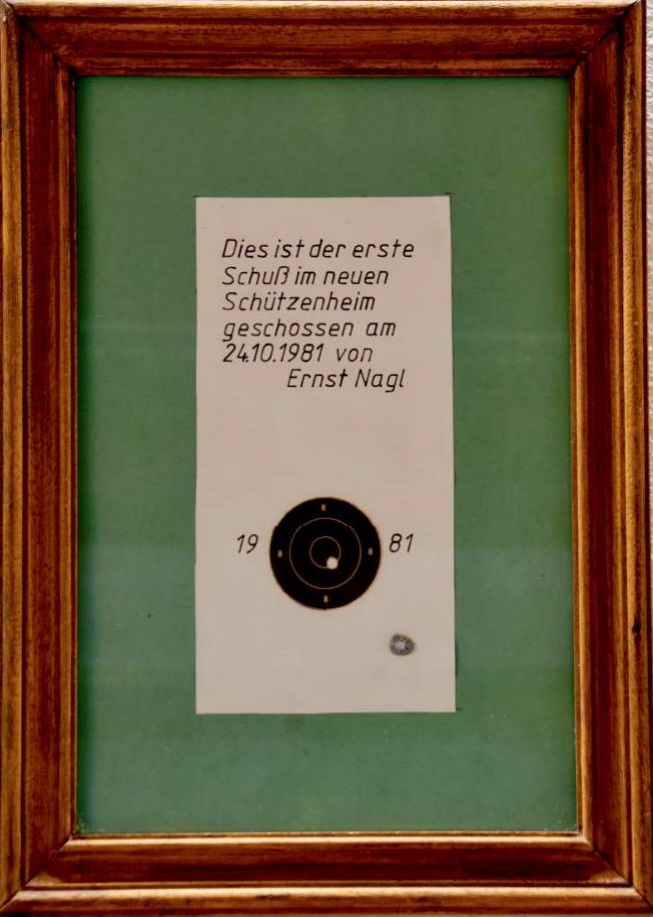 Dies ist der erste
Schuß im neuen
Schützenheim
geschossen am
24.10.1981 von
Ernst Nagl
19 81